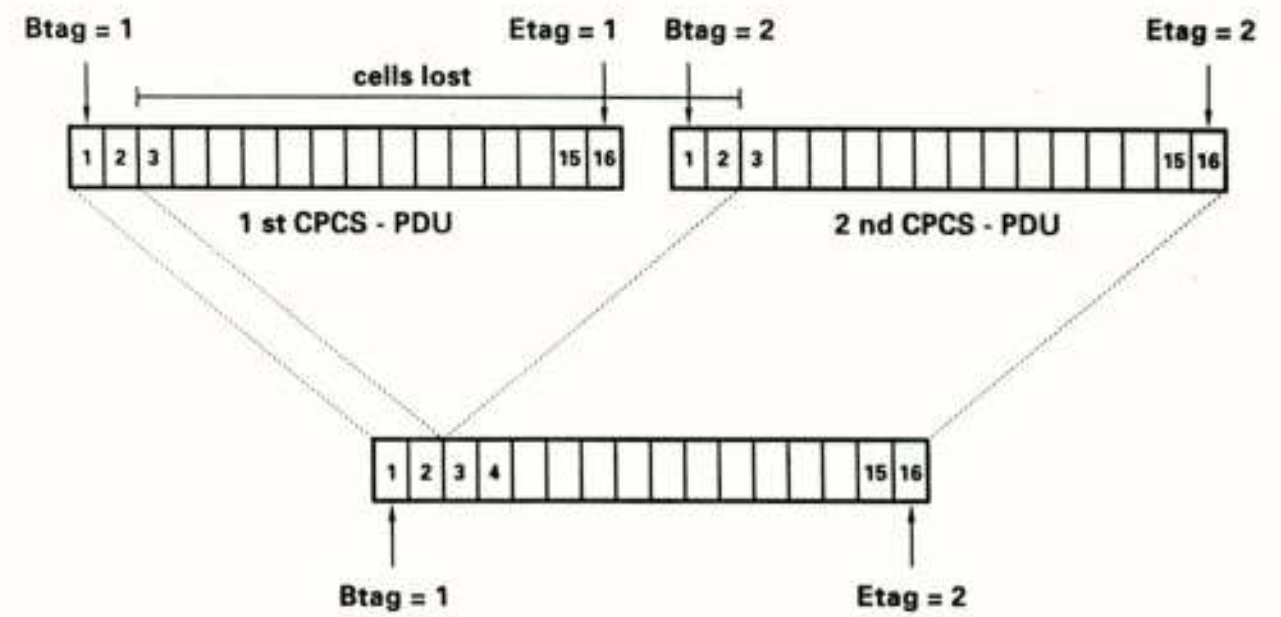 Btag = 1 Etag = 1 Btag = 2 Etag = 2
cells lost
1 2 3 15 16 1 2 3 15 16
1 st CPCS - PDU 2 nd CPCS - PDU
1 2 3 4 15 16
Btag = 1 Etag = 2